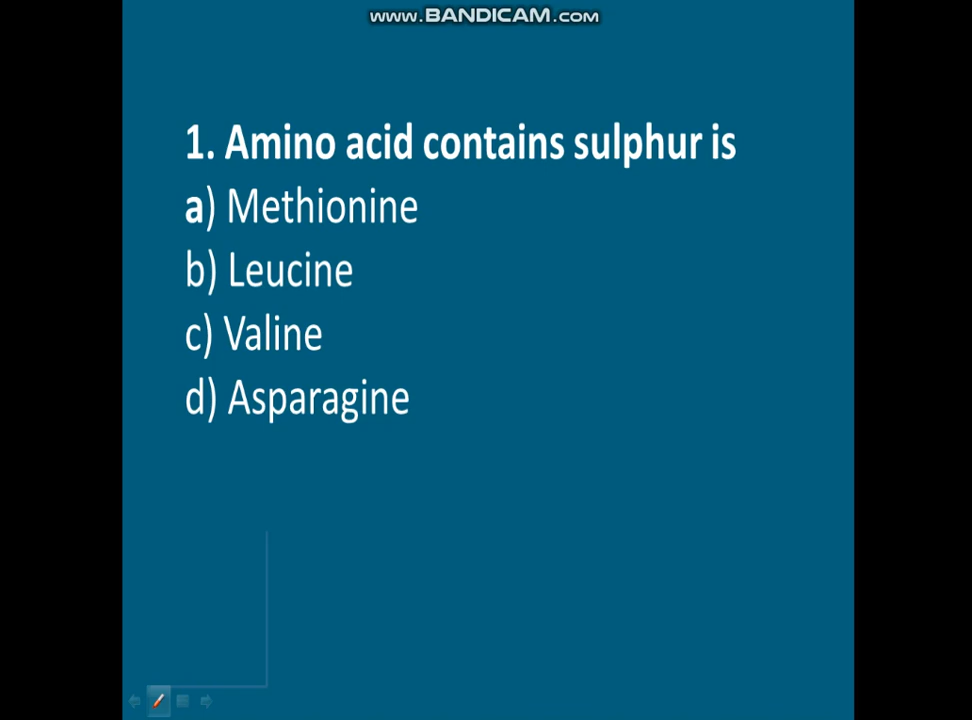 www.BANDICAM.com
1. Amino acid contains sulphur is
a) Methionine
b) Leucine
c) Valine
d) Asparagine